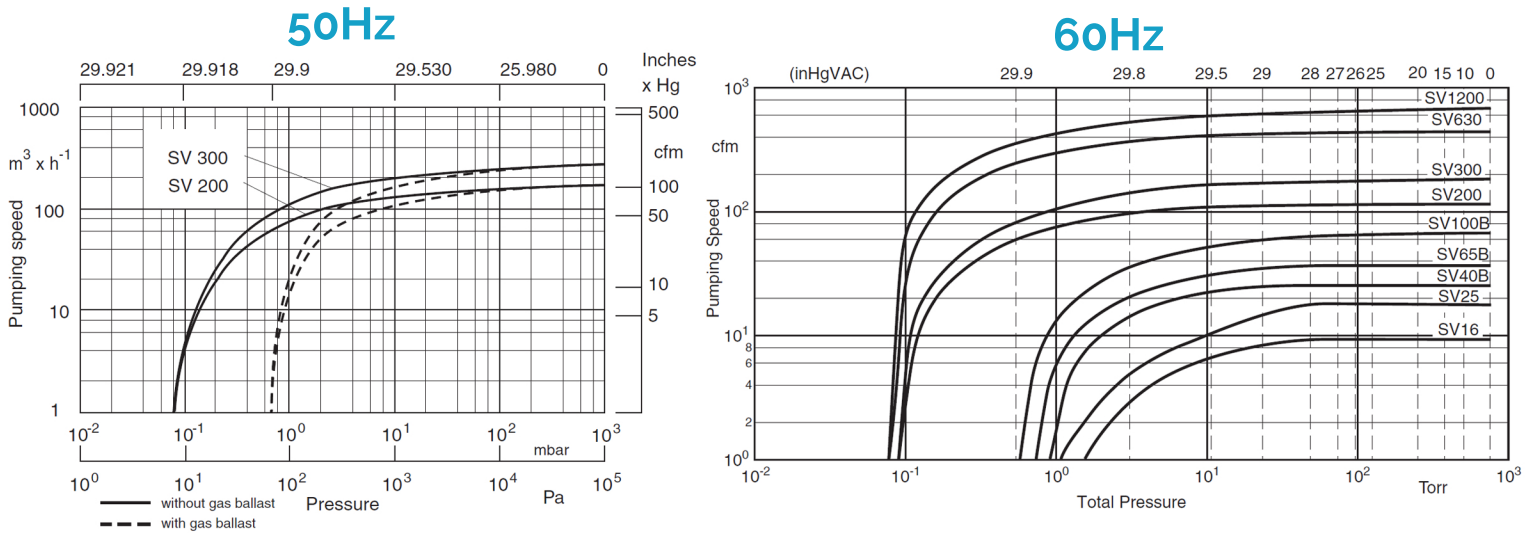 50Hz
29.921 29.918 29.9 29.530 25.980 0
Inches
x Hg
1000
m³ x h⁻¹
100
10
1
Pumping speed
SV 300
SV 200
500
cfm
100
50
10
5
10⁻² 10⁻¹ 10⁰ 10¹ 10² 10³
mbar
10⁰ 10¹ 10² 10³ 10⁴ 10⁵
Pa
Pressure
without gas ballast
with gas ballast
60Hz
(inHgVAC) 29.9 29.8 29.5 29 28 27 26 25 20 15 10 0
10³
cfm
10²
Pumping Speed
10¹
8
6
4
2
10⁰
SV1200
SV630
SV300
SV200
SV100B
SV65B
SV40B
SV25
SV16
10⁻² 10⁻¹ 10⁰ 10¹ 10² 10³
Torr
Total Pressure